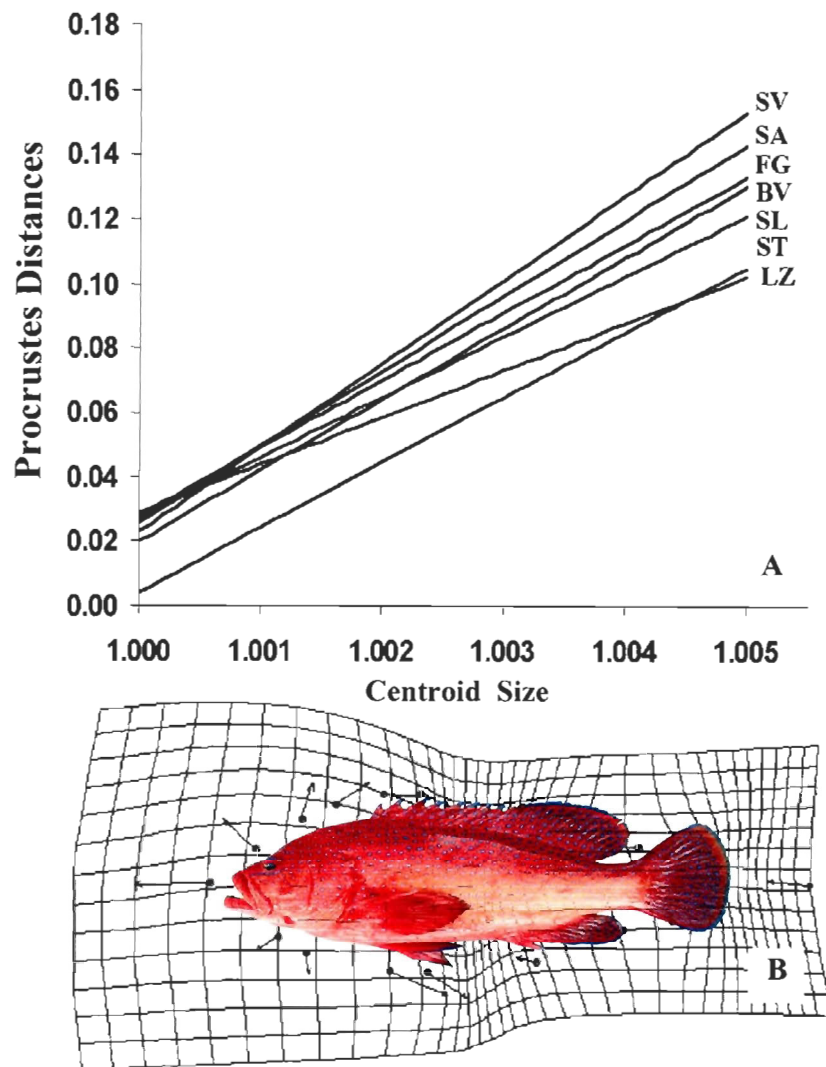 0.18
0.16
0.14
0.12
0.10
0.08
0.06
0.04
0.02
0.00
Procrustes Distances
SV
SA
FG
BV
SL
ST
LZ
A
1.000 1.001 1.002 1.003 1.004 1.005
Centroid Size
B